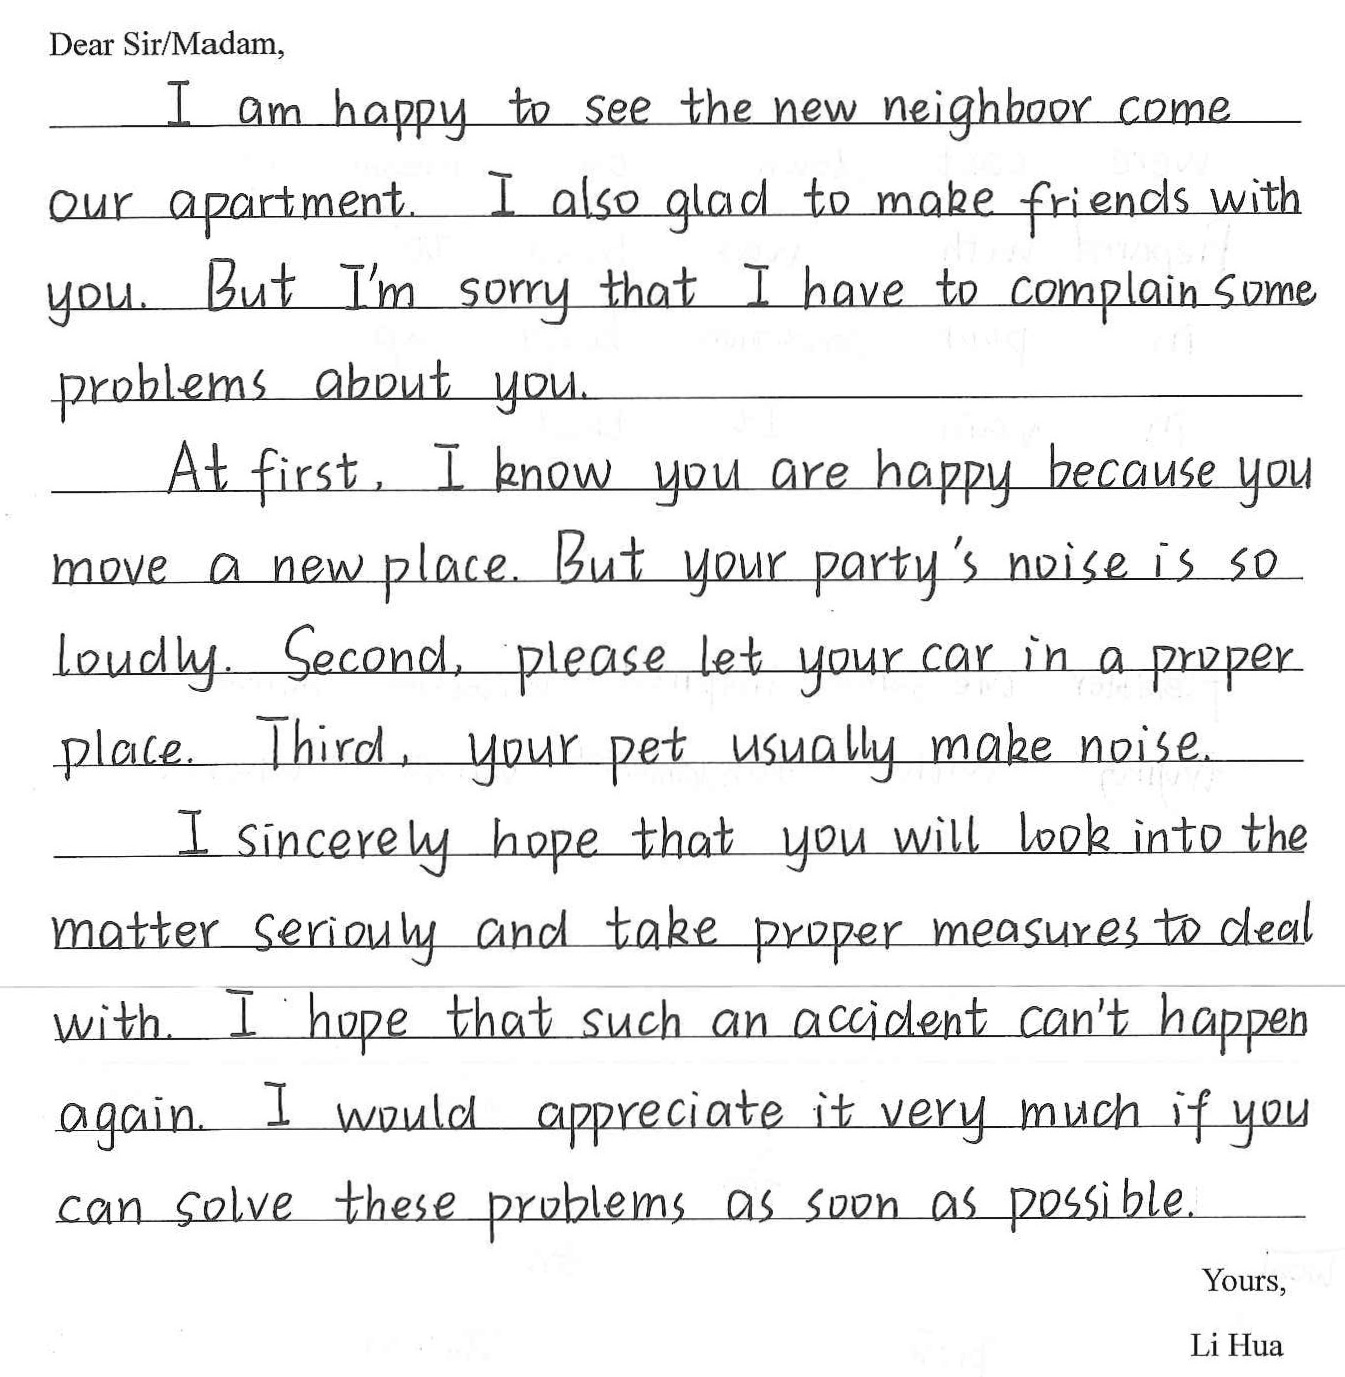 Dear Sir/Madam,
I am happy to see the new neighboor come
our apartment. I also glad to make friends with
you. But I'm sorry that I have to complain some
problems about you.
At first, I know you are happy because you
move a new place. But your party's noise is so
loudly. Second, please let your car in a proper
place. Third, your pet usually make noise.
I sincerely hope that you will look into the
matter seriouly and take proper measures to deal
with. I hope that such an accident can't happen
again. I would appreciate it very much if you
can solve these problems as soon as possible.
Yours,
Li Hua